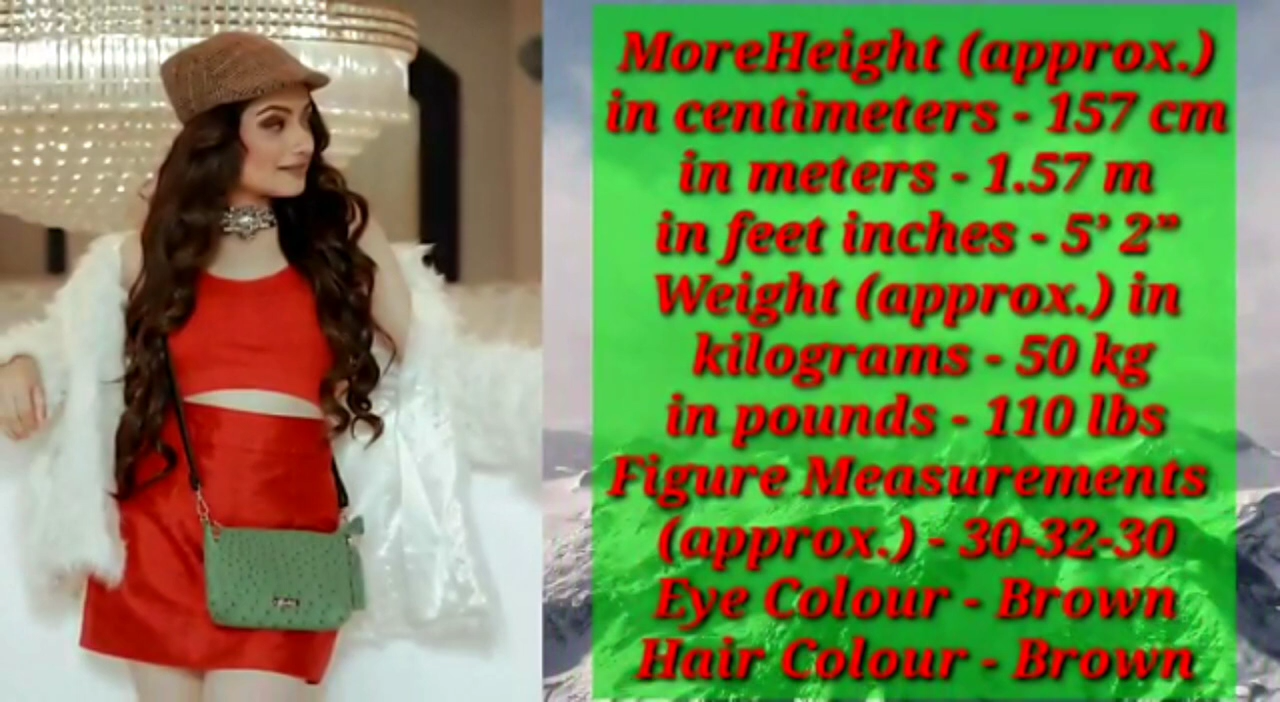 MoreHeight (approx.)
in centimeters - 157 cm
in meters - 1.57 m
in feet inches - 5’ 2”
Weight (approx.) in
kilograms - 50 kg
in pounds - 110 lbs
Figure Measurements
(approx.) - 30-32-30
Eye Colour - Brown
Hair Colour - Brown